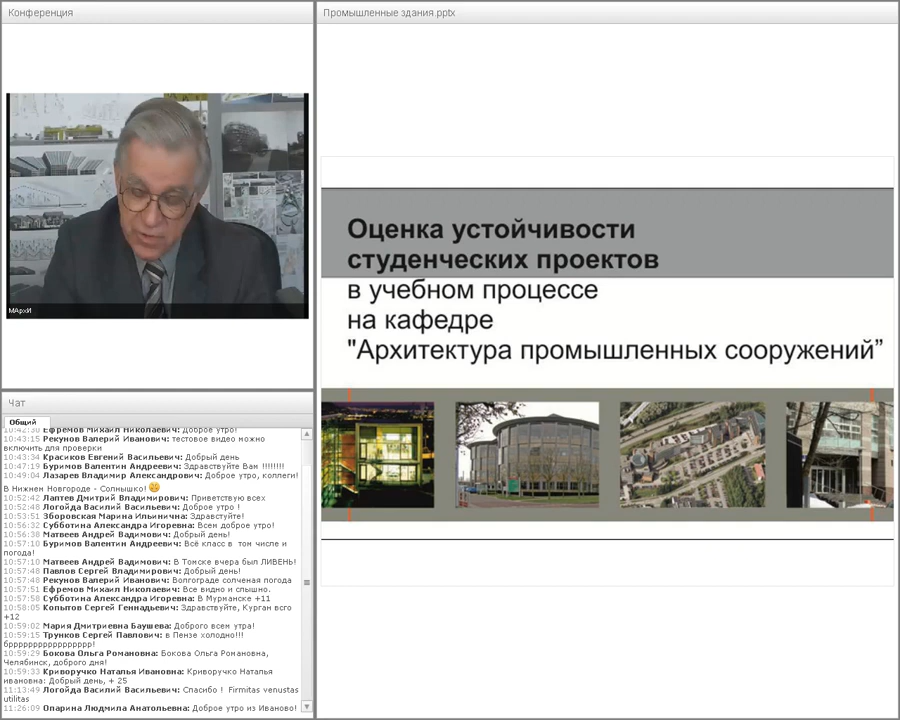 Конференция
МАрхИ
Чат
Общий
10:42:30 Ефремов Михаил Николаевич: Доброе утро!
10:43:15 Рекунов Валерий Иванович: тестовое видео можно
включить для проверки
10:43:34 Красиков Евгений Васильевич: Добрый день
10:47:19 Буримов Валентин Андреевич: Здравствуйте Вам !!!!!!!!
10:49:04 Лазарев Владимир Александрович: Доброе утро, коллеги!
В Нижнем Новгороде - Солнышко!
10:52:42 Лаптев Дмитрий Владимирович: Приветствую всех
10:52:48 Логойда Василий Васильевич: Доброе утро !
10:53:51 Зборовская Марина Ильинична: Здравстуйте!
10:56:32 Субботина Александра Игоревна: Всем доброе утро!
10:56:38 Матвеев Андрей Вадимович: Добрый день!
10:57:10 Буримов Валентин Андреевич: Всё класс в том числе и
погода!
10:57:10 Матвеев Андрей Вадимович: В Томске вчера был ЛИВЕНЬ!
10:57:48 Павлов Сергей Владимирович: Добрый день!
10:57:48 Рекунов Валерий Иванович: Волгограде солченая погода
10:57:51 Ефремов Михаил Николаевич: Все видно и слышно.
10:57:58 Субботина Александра Игоревна: В Мурманске +11
10:58:05 Копытов Сергей Геннадьевич: Здравствуйте, Курган всго
+12
10:59:02 Мария Дмитриевна Баушева: Доброго всем утра!
10:59:15 Трунков Сергей Павлович: в Пензе холодно!!!
10:59:29 Бокова Ольга Романовна: Бокова Ольга Романовна,
Челябинск, доброго дня!
10:59:33 Криворучко Наталья Ивановна: Криворучко Наталья
ивановна: Добрый день, + 25
11:13:49 Логойда Василий Васильевич: Спасибо ! Firmitas venustas
utilitas
11:26:09 Опарина Людмила Анатольевна: Доброе утро из Иваново!
Промышленные здания.pptx
Оценка устойчивости
студенческих проектов
в учебном процессе
на кафедре
"Архитектура промышленных сооружений”